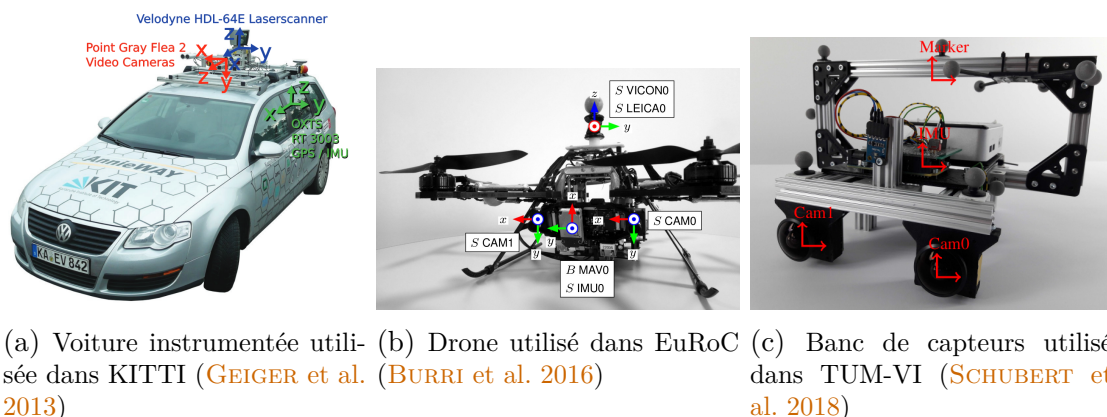 Velodyne HDL-64E Laserscanner
Point Gray Flea 2
Video Cameras
z
y
x
x
z
y
z
x
y
OXTS
RT 3003
GPS / IMU
AnnieWAY
KIT
KA EV 842
S VICON0
S LEICA0
z
y
x
x
x
S CAM1
S CAM0
y
y
y
B MAV0
S IMU0
Marker
IMU
Cam1
Cam0
(a) Voiture instrumentée utili-
sée dans KITTI (GEIGER et al.
2013)
(b) Drone utilisé dans EuRoC
(BURRI et al. 2016)
(c) Banc de capteurs utilisé
dans TUM-VI (SCHUBERT et
al. 2018)